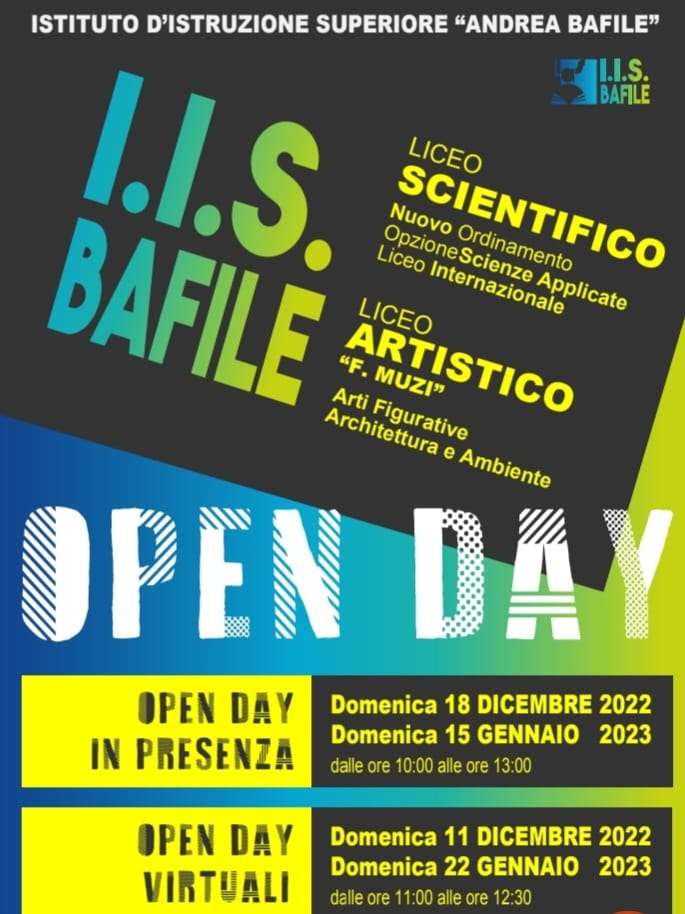 ISTITUTO D'ISTRUZIONE SUPERIORE “ANDREA BAFILE”
I.I.S.
BAFILE
I.I.S.
BAFILE
LICEO
SCIENTIFICO
Nuovo Ordinamento
OpzioneScienze Applicate
Liceo Internazionale
LICEO
ARTISTICO
“F. MUZI”
Arti Figurative
Architettura e Ambiente
OPEN DAY
OPEN DAY
IN PRESENZA
Domenica 18 DICEMBRE 2022
Domenica 15 GENNAIO 2023
dalle ore 10:00 alle ore 13:00
OPEN DAY
VIRTUALI
Domenica 11 DICEMBRE 2022
Domenica 22 GENNAIO 2023
dalle ore 11:00 alle ore 12:30